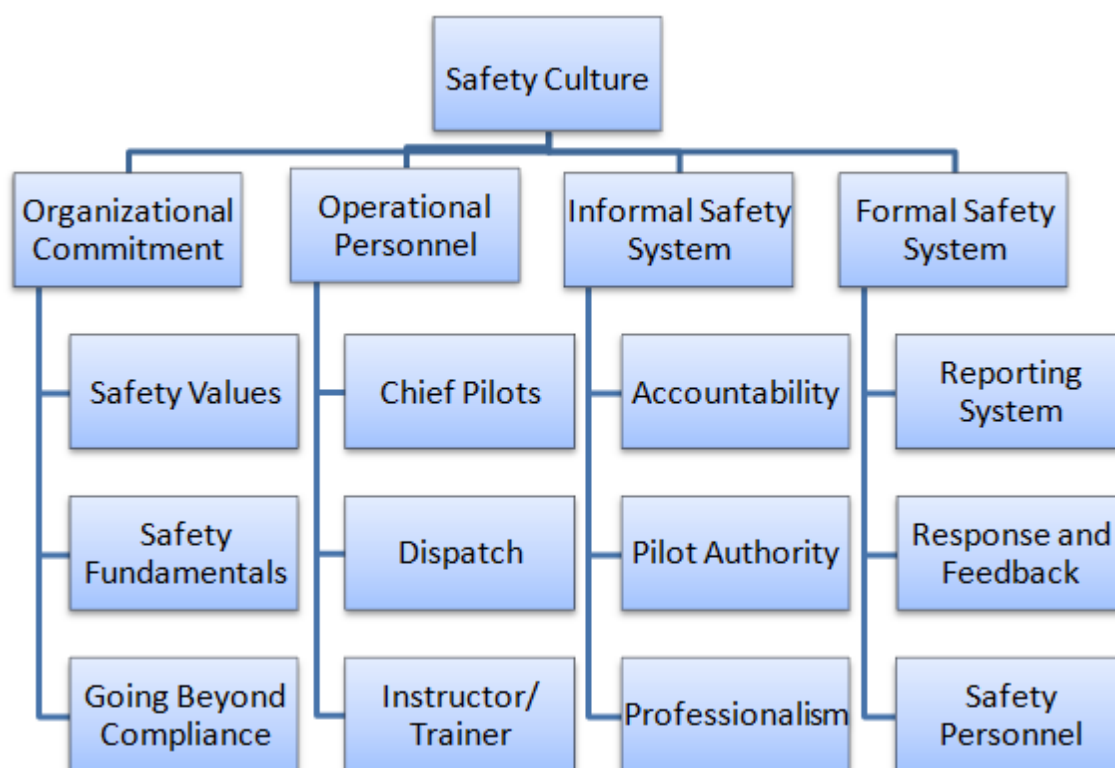 Safety Culture
Organizational
Commitment
Operational
Personnel
Informal Safety
System
Formal Safety
System
Safety Values
Chief Pilots
Accountability
Reporting
System
Safety
Fundamentals
Dispatch
Pilot Authority
Response and
Feedback
Going Beyond
Compliance
Instructor/
Trainer
Professionalism
Safety
Personnel